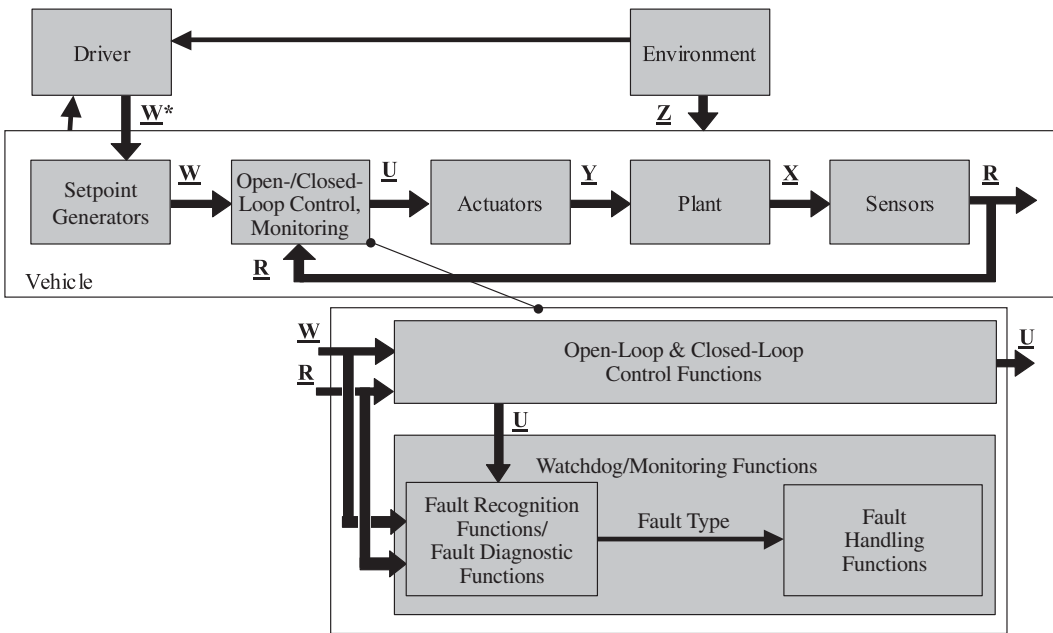 Driver
Environment
W*
Z
Setpoint
Generators
W
Open-/Closed-
Loop Control,
Monitoring
U
Actuators
Y
Plant
X
Sensors
R
R
Vehicle
W
R
Open-Loop & Closed-Loop
Control Functions
U
U
Watchdog/Monitoring Functions
Fault Recognition
Functions/
Fault Diagnostic
Functions
Fault Type
Fault
Handling
Functions